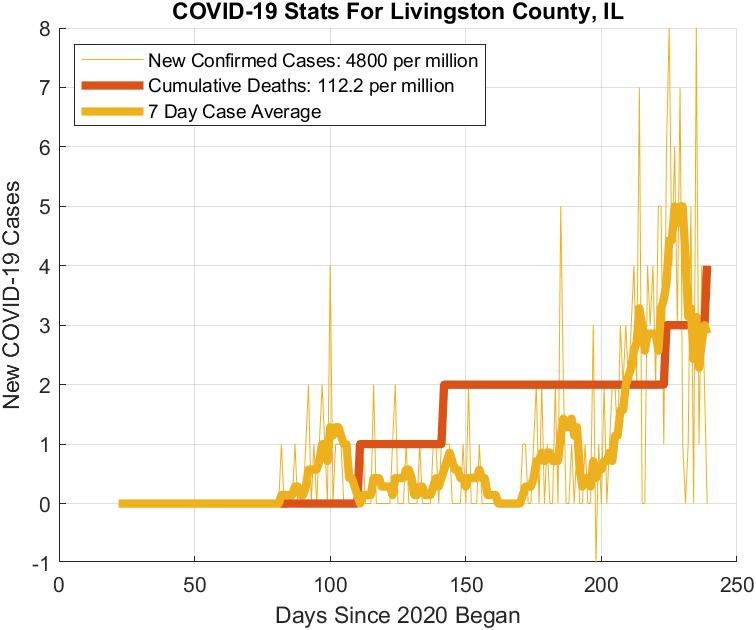 COVID-19 Stats For Livingston County, IL
New Confirmed Cases: 4800 per million
Cumulative Deaths: 112.2 per million
7 Day Case Average
New COVID-19 Cases
8
7
6
5
4
3
2
1
0
-1
0 50 100 150 200 250
Days Since 2020 Began